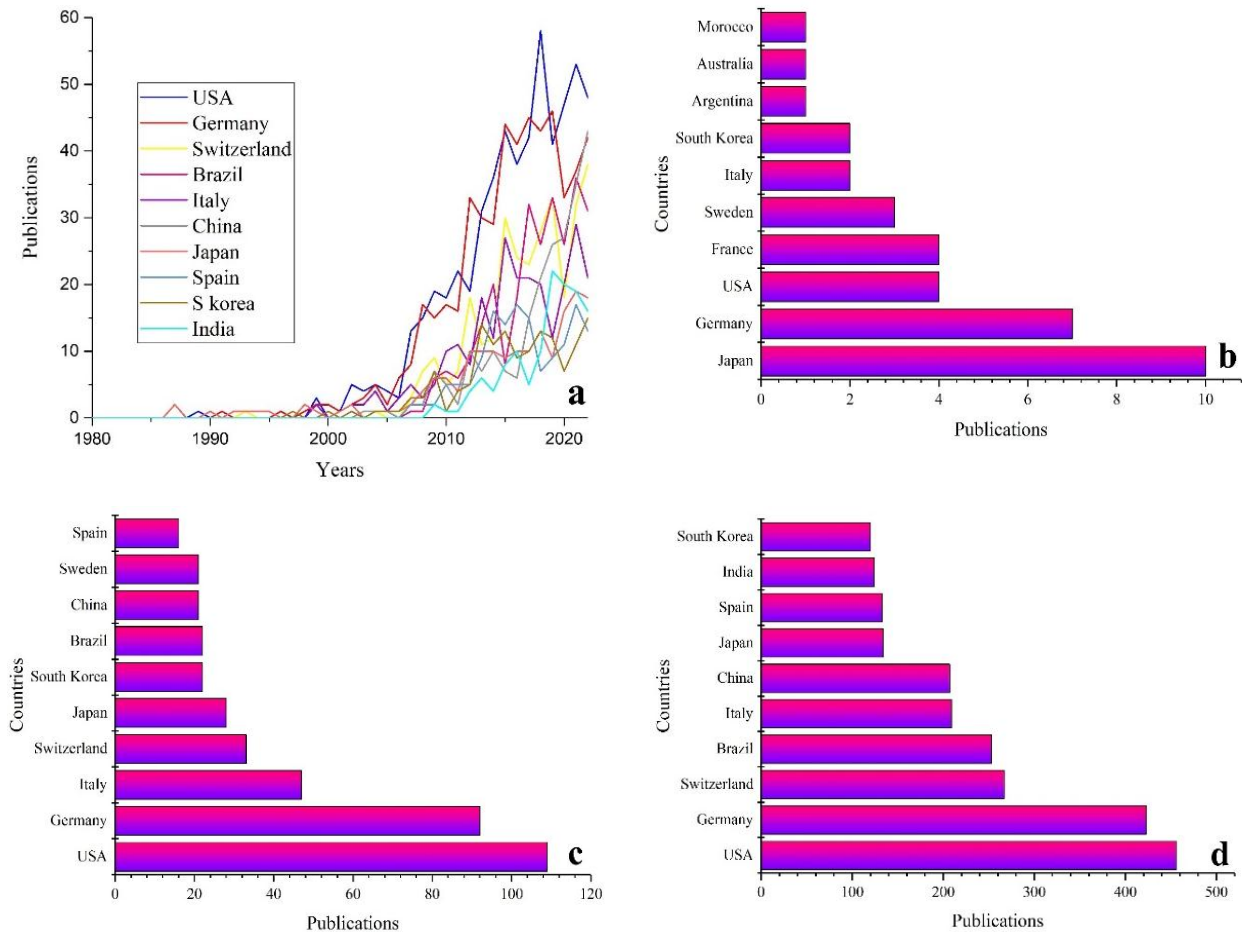 60
50
40
30
20
10
0
Publications
USA
Germany
Switzerland
Brazil
Italy
China
Japan
Spain
S korea
India
a
1980
1990
2000
2010
2020
Years
Countries
Morocco
Australia
Argentina
South Korea
Italy
Sweden
France
USA
Germany
Japan
b
0
2
4
6
8
10
Publications
Countries
Spain
Sweden
China
Brazil
South Korea
Japan
Switzerland
Italy
Germany
USA
c
0
20
40
60
80
100
120
Publications
Countries
South Korea
India
Spain
Japan
China
Italy
Brazil
Switzerland
Germany
USA
d
0
100
200
300
400
500
Publications